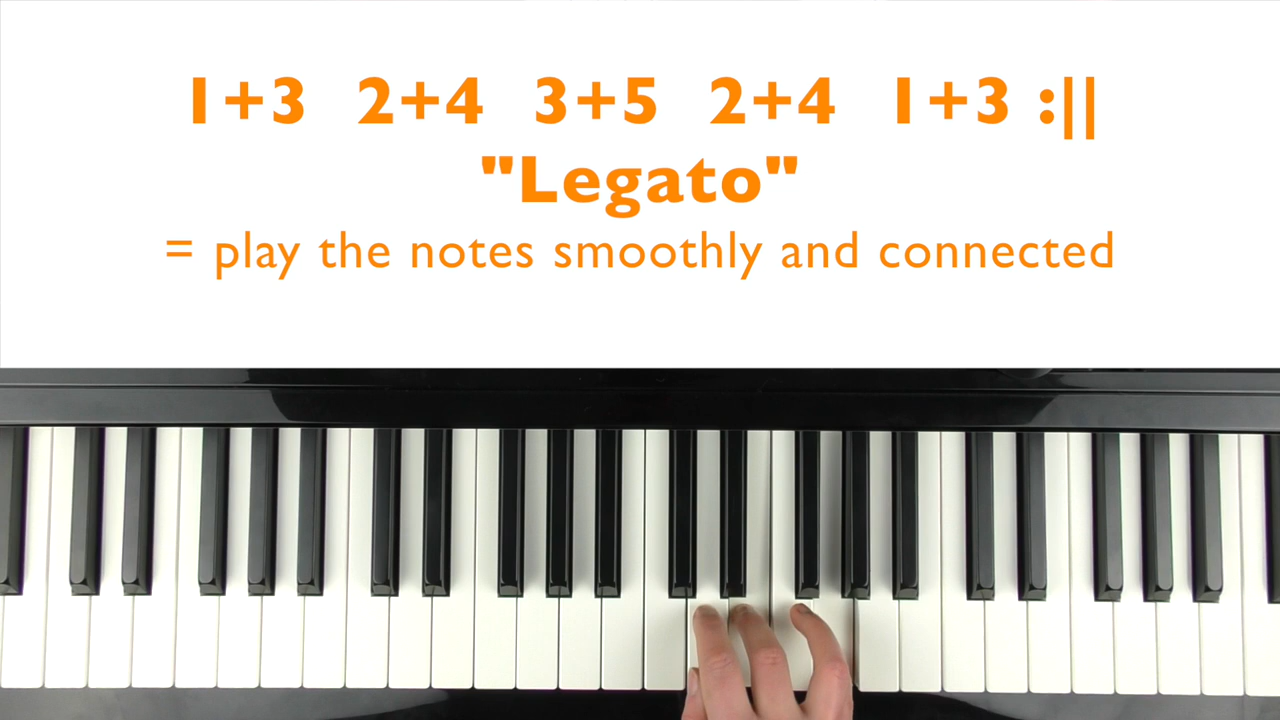 1+3 2+4 3+5 2+4 1+3 :||
"Legato"
= play the notes smoothly and connected